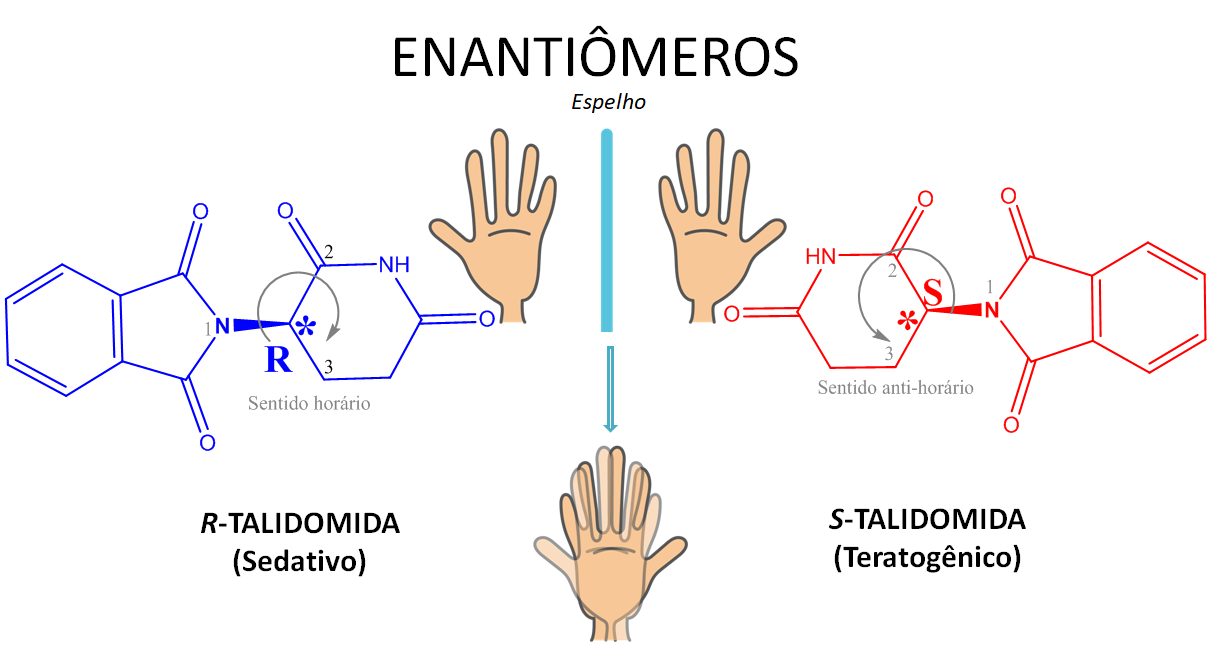 ENANTIÔMEROS
Espelho
O
O
2
NH
1
N
*
R
3
O
O
Sentido horário
R-TALIDOMIDA
(Sedativo)
O
O
HN
2
S
1
*
N
O
3
O
Sentido anti-horário
S-TALIDOMIDA
(Teratogênico)